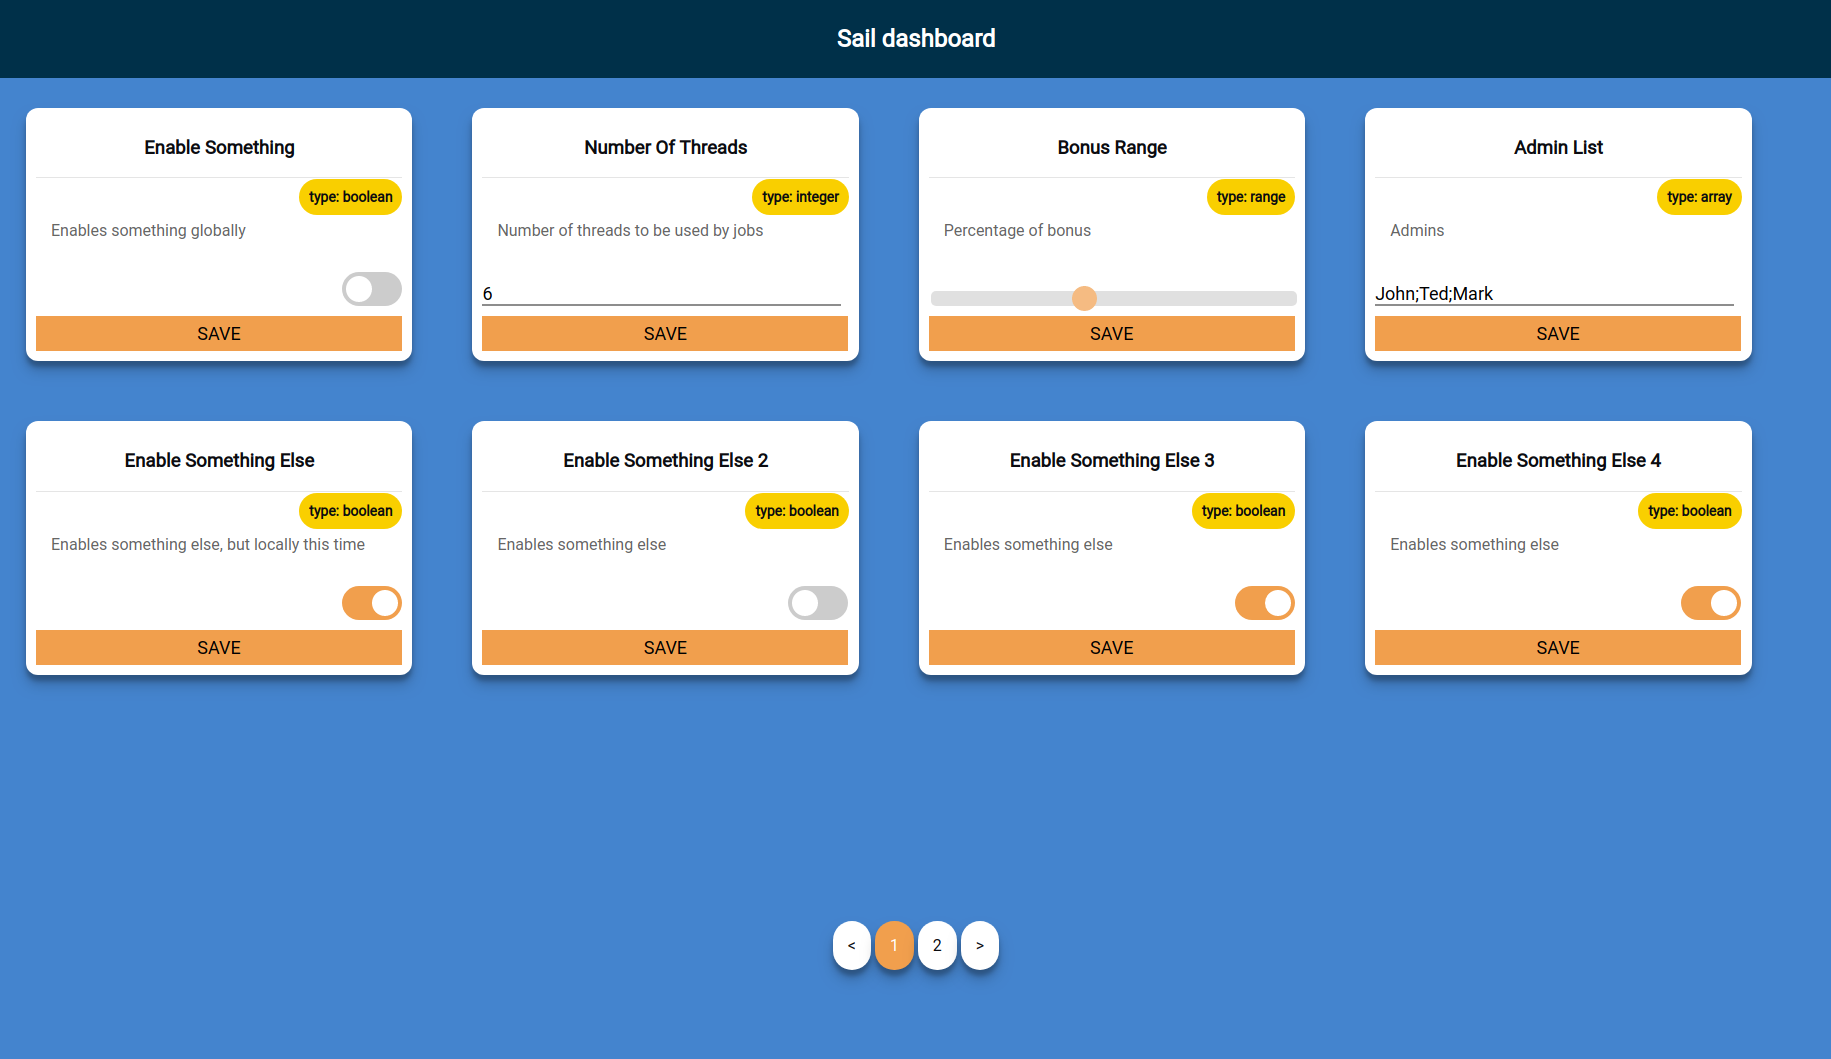 Sail dashboard
Enable Something
type: boolean
Enables something globally
SAVE
Number Of Threads
type: integer
Number of threads to be used by jobs
6
SAVE
Bonus Range
type: range
Percentage of bonus
SAVE
Admin List
type: array
Admins
John;Ted;Mark
SAVE
Enable Something Else
type: boolean
Enables something else, but locally this time
SAVE
Enable Something Else 2
type: boolean
Enables something else
SAVE
Enable Something Else 3
type: boolean
Enables something else
SAVE
Enable Something Else 4
type: boolean
Enables something else
SAVE
< 1 2 >